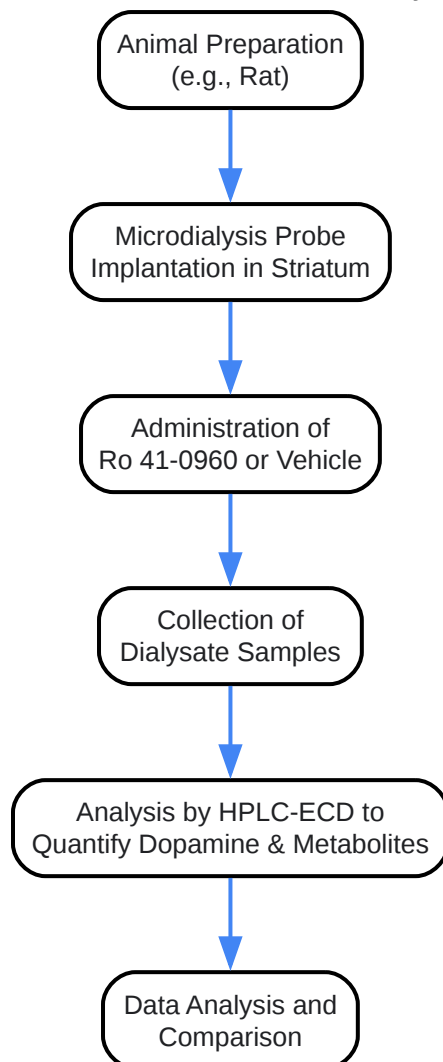 Animal Preparation
(e.g., Rat)
Microdialysis Probe
Implantation in Striatum
Administration of
Ro 41-0960 or Vehicle
Collection of
Dialysate Samples
Analysis by HPLC-ECD to
Quantify Dopamine & Metabolites
Data Analysis and
Comparison